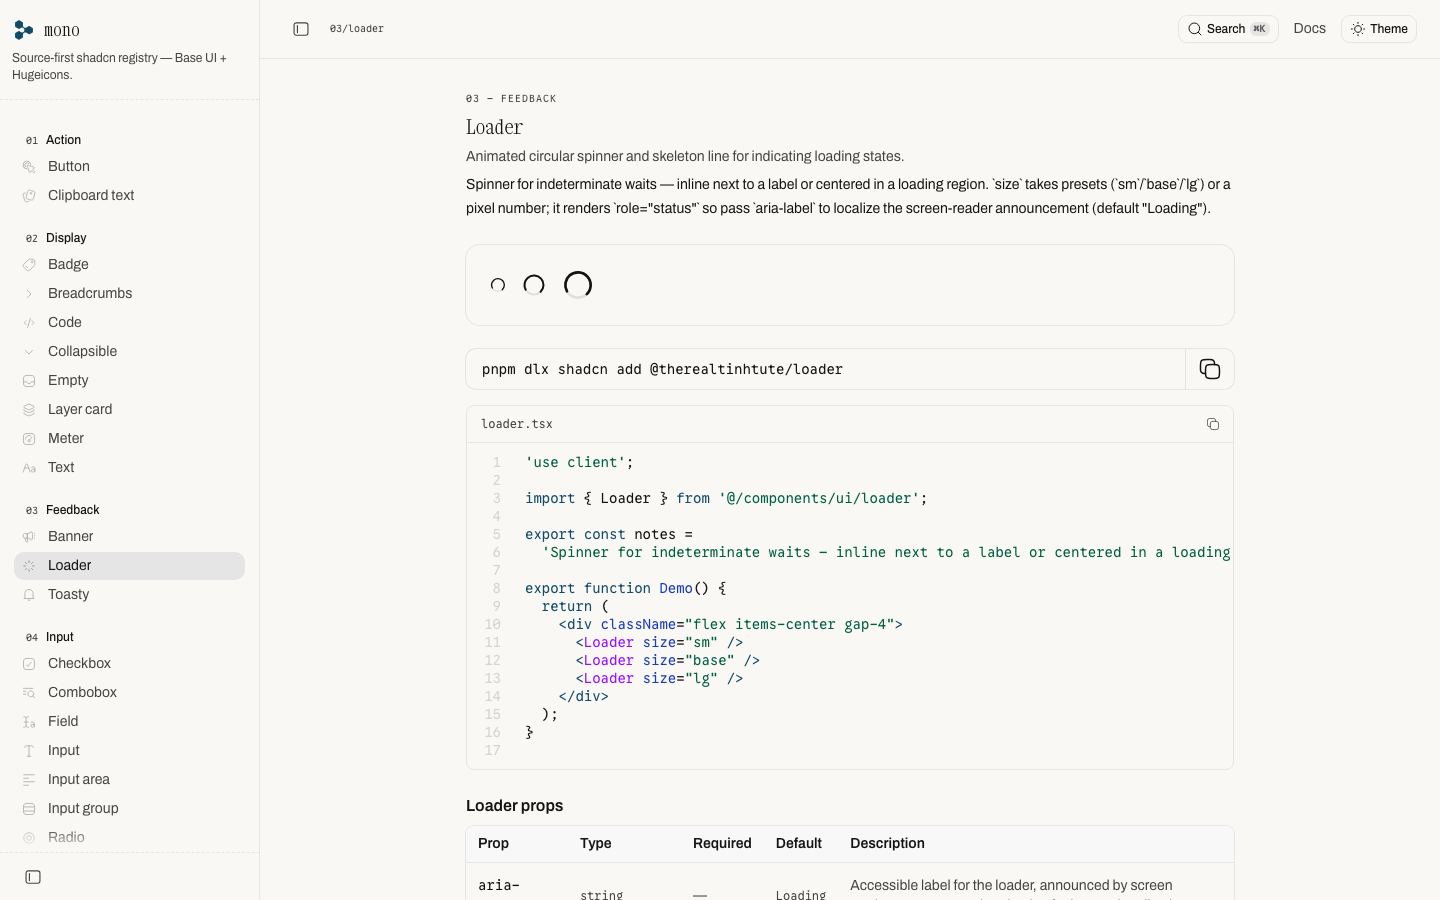 mono
Source-first shadcn registry — Base UI +
Hugeicons.
01 Action
Button
Clipboard text
02 Display
Badge
Breadcrumbs
Code
Collapsible
Empty
Layer card
Meter
Text
03 Feedback
Banner
Loader
Toasty
04 Input
Checkbox
Combobox
Field
Input
Input area
Input group
Radio
03/loader
Search ⌘K
Docs
Theme
03 — FEEDBACK
Loader
Animated circular spinner and skeleton line for indicating loading states.
Spinner for indeterminate waits — inline next to a label or centered in a loading region. `size` takes presets (`sm`/`base`/`lg`) or a
pixel number; it renders `role="status"` so pass `aria-label` to localize the screen-reader announcement (default "Loading").
pnpm dlx shadcn add @therealtinhtute/loader
loader.tsx
1 'use client';
2
3 import { Loader } from '@/components/ui/loader';
4
5 export const notes =
6 'Spinner for indeterminate waits — inline next to a label or centered in a loading
7
8 export function Demo() {
9 return (
10 <div className="flex items-center gap-4">
11 <Loader size="sm" />
12 <Loader size="base" />
13 <Loader size="lg" />
14 </div>
15 );
16 }
17
Loader props
Prop Type Required Default Description
aria- string — Loading Accessible label for the loader, announced by screen